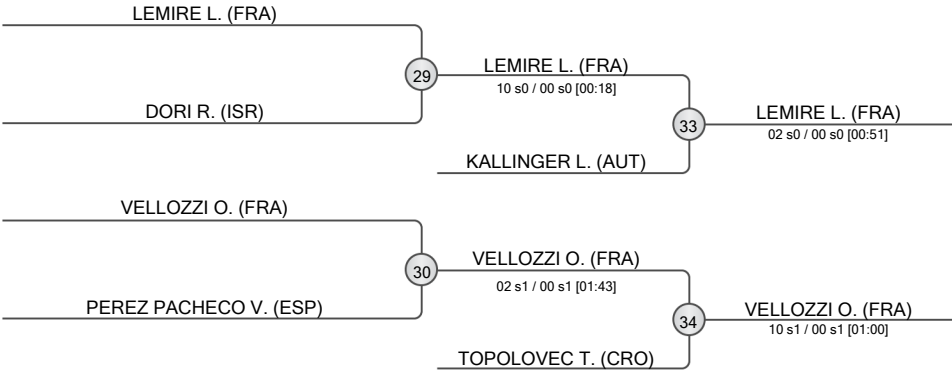 LEMIRE L. (FRA)
29
LEMIRE L. (FRA)
10 s0 / 00 s0 [00:18]
DORI R. (ISR)
33
LEMIRE L. (FRA)
02 s0 / 00 s0 [00:51]
KALLINGER L. (AUT)
VELLOZZI O. (FRA)
30
VELLOZZI O. (FRA)
02 s1 / 00 s1 [01:43]
PEREZ PACHECO V. (ESP)
34
VELLOZZI O. (FRA)
10 s1 / 00 s1 [01:00]
TOPOLOVEC T. (CRO)